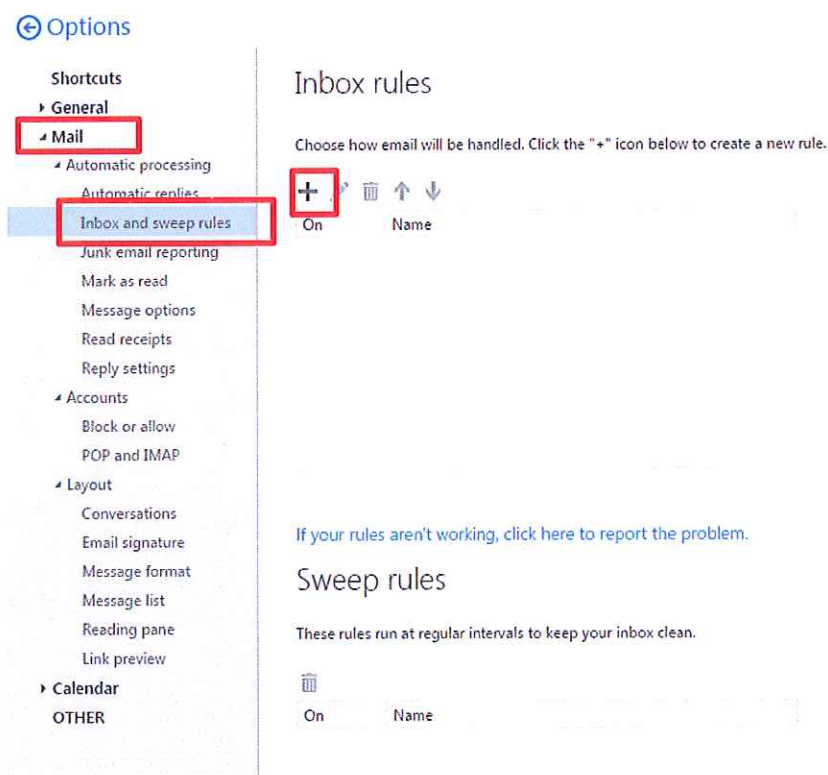 Options
Shortcuts
General
Mail
Automatic processing
Automatic replies
Inbox and sweep rules
Junk email reporting
Mark as read
Message options
Read receipts
Reply settings
Accounts
Block or allow
POP and IMAP
Layout
Conversations
Email signature
Message format
Message list
Reading pane
Link preview
Calendar
OTHER
Inbox rules
Choose how email will be handled. Click the "+" icon below to create a new rule.
On Name
If your rules aren't working, click here to report the problem.
Sweep rules
These rules run at regular intervals to keep your inbox clean.
On Name